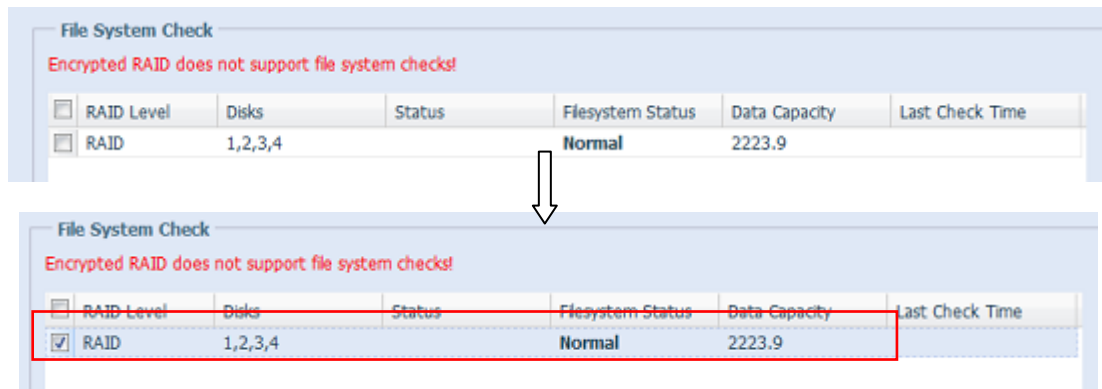 File System Check
Encrypted RAID does not support file system checks!
RAID Level Disks Status Filesystem Status Data Capacity Last Check Time
RAID 1,2,3,4 Normal 2223.9
File System Check
Encrypted RAID does not support file system checks!
RAID Level Disks Status Filesystem Status Data Capacity Last Check Time
RAID 1,2,3,4 Normal 2223.9